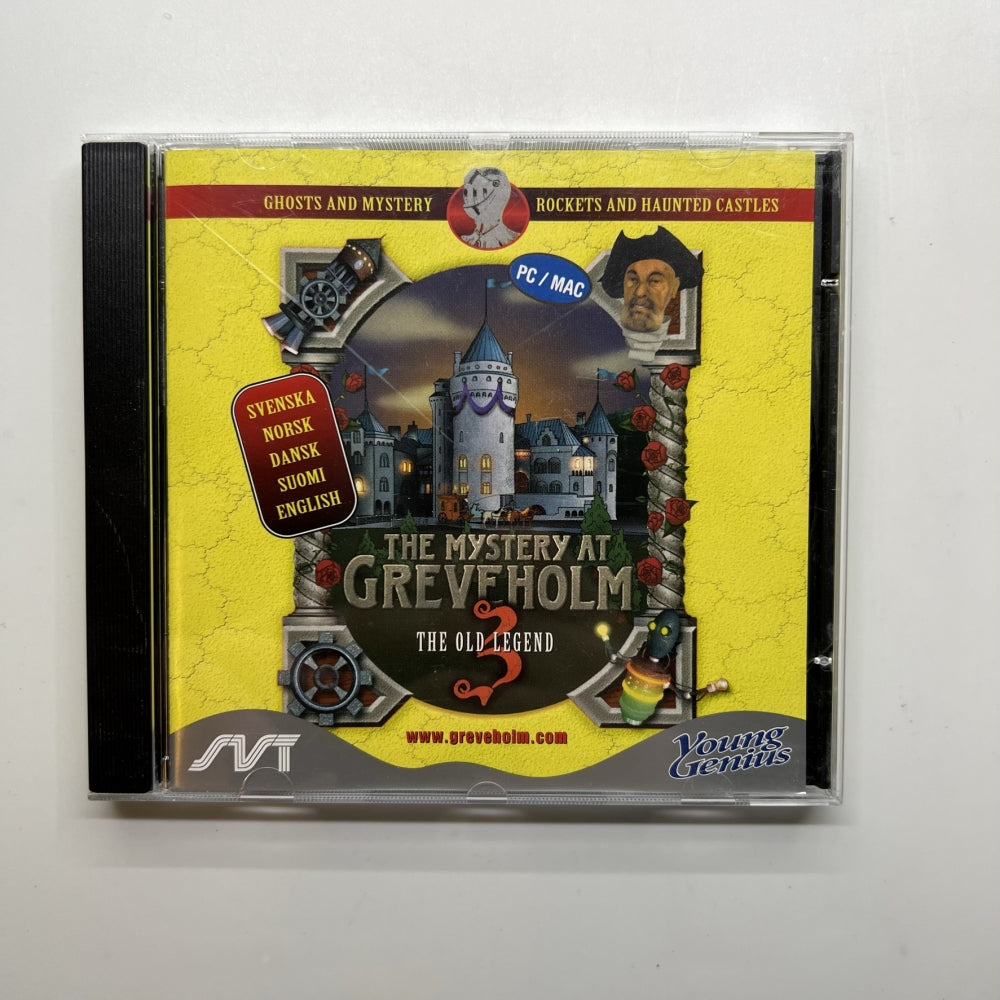 GHOSTS AND MYSTERY ROCKETS AND HAUNTED CASTLES
PC / MAC
SVENSKA
NORSK
DANSK
SUOMI
ENGLISH
THE MYSTERY AT
GREVEHOLM
3
THE OLD LEGEND
www.greveholm.com
SVT
Young
Genius